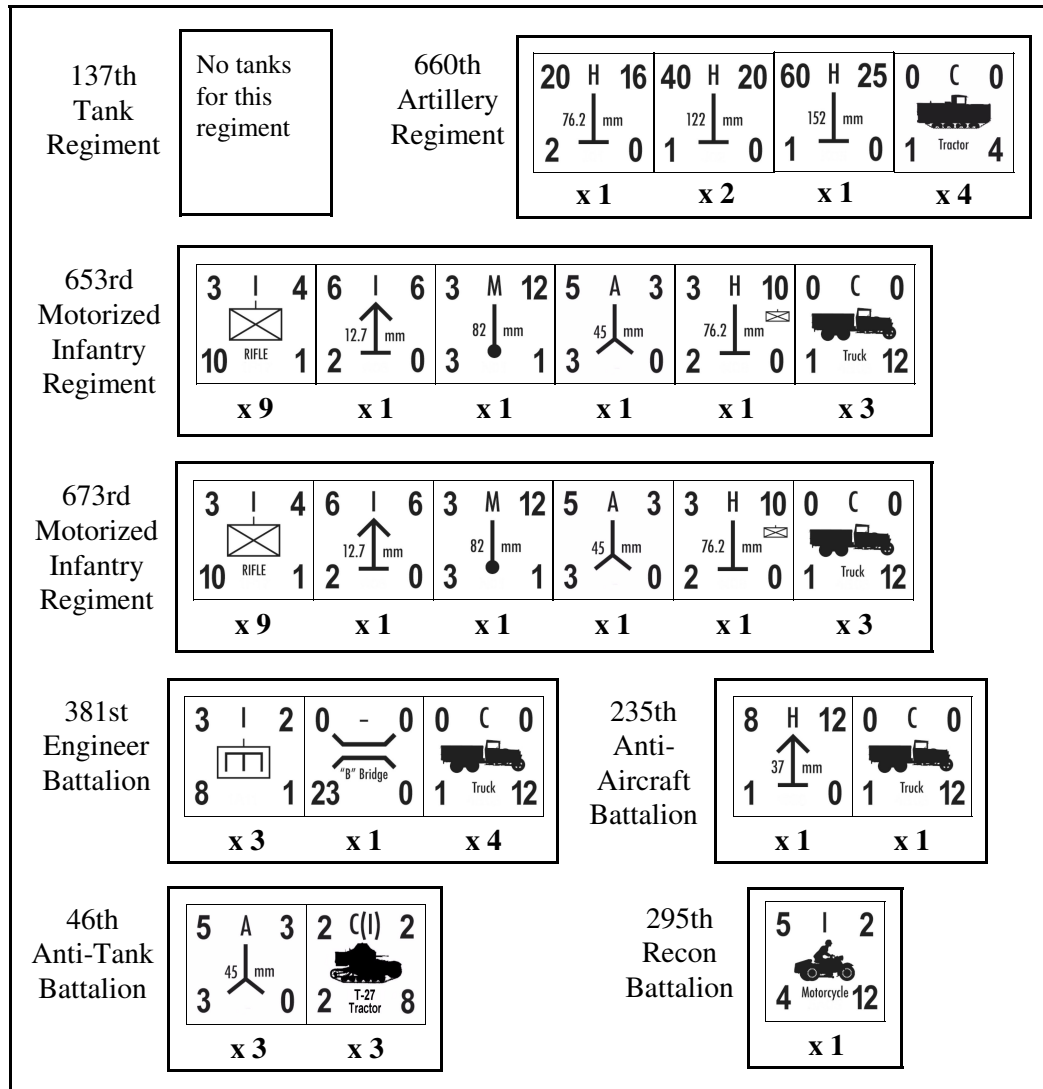 137th
Tank
Regiment
No tanks
for this
regiment
660th
Artillery
Regiment
20 H 16
76.2 mm
2 0
x 1
40 H 20
122 mm
1 0
x 2
60 H 25
152 mm
1 0
x 1
0 C 0
Tractor
1 4
x 4
653rd
Motorized
Infantry
Regiment
3 I 4
RIFLE
10 1
x 9
6 I 6
12.7 mm
2 0
x 1
3 M 12
82 mm
3 1
x 1
5 A 3
45 mm
3 0
x 1
3 H 10
76.2 mm
2 0
x 1
0 C 0
Truck
1 12
x 3
673rd
Motorized
Infantry
Regiment
3 I 4
RIFLE
10 1
x 9
6 I 6
12.7 mm
2 0
x 1
3 M 12
82 mm
3 1
x 1
5 A 3
45 mm
3 0
x 1
3 H 10
76.2 mm
2 0
x 1
0 C 0
Truck
1 12
x 3
381st
Engineer
Battalion
3 I 2
8 1
x 3
0 - 0
"B" Bridge
23 0
x 1
0 C 0
Truck
1 12
x 4
235th
Anti-
Aircraft
Battalion
8 H 12
37 mm
1 0
x 1
0 C 0
Truck
1 12
x 1
46th
Anti-Tank
Battalion
5 A 3
45 mm
3 0
x 3
2 C(I) 2
T-27
Tractor
2 8
x 3
295th
Recon
Battalion
5 I 2
Motorcycle
4 12
x 1